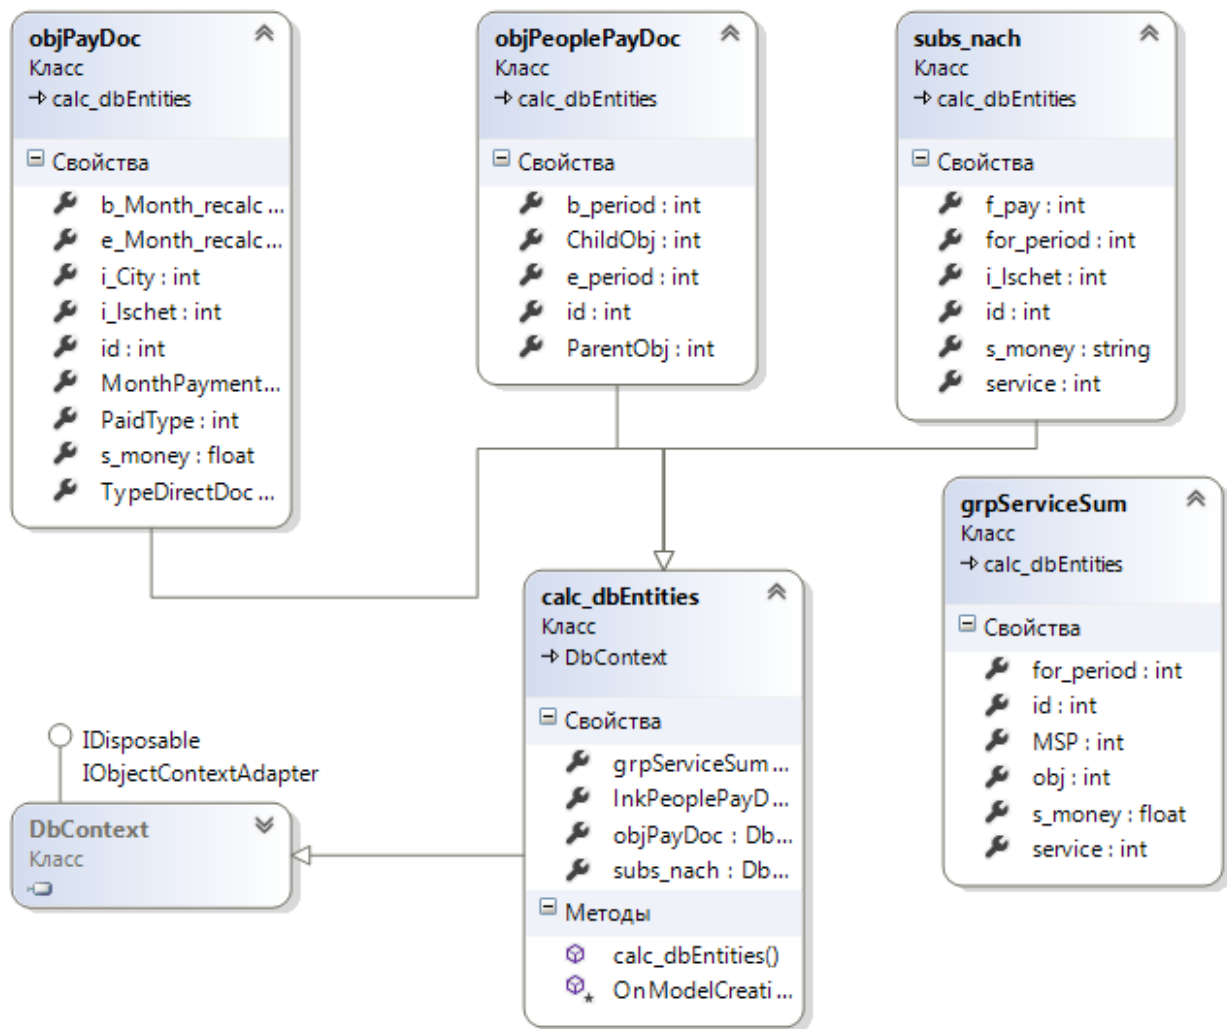 objPayDoc
Класс
calc_dbEntities
Свойства
b_Month_recalc ...
e_Month_recalc ...
i_City : int
i_lschet : int
id : int
MonthPayment...
PaidType : int
s_money : float
TypeDirectDoc ...
objPeoplePayDoc
Класс
calc_dbEntities
Свойства
b_period : int
ChildObj : int
e_period : int
id : int
ParentObj : int
subs_nach
Класс
calc_dbEntities
Свойства
f_pay : int
for_period : int
i_lschet : int
id : int
s_money : string
service : int
grpServiceSum
Класс
calc_dbEntities
Свойства
for_period : int
id : int
MSP : int
obj : int
s_money : float
service : int
calc_dbEntities
Класс
DbContext
Свойства
grpServiceSum...
lnkPeoplePayD...
objPayDoc : Db...
subs_nach : Db...
Методы
calc_dbEntities()
OnModelCreati ...
IDisposable
IObjectContextAdapter
DbContext
Класс